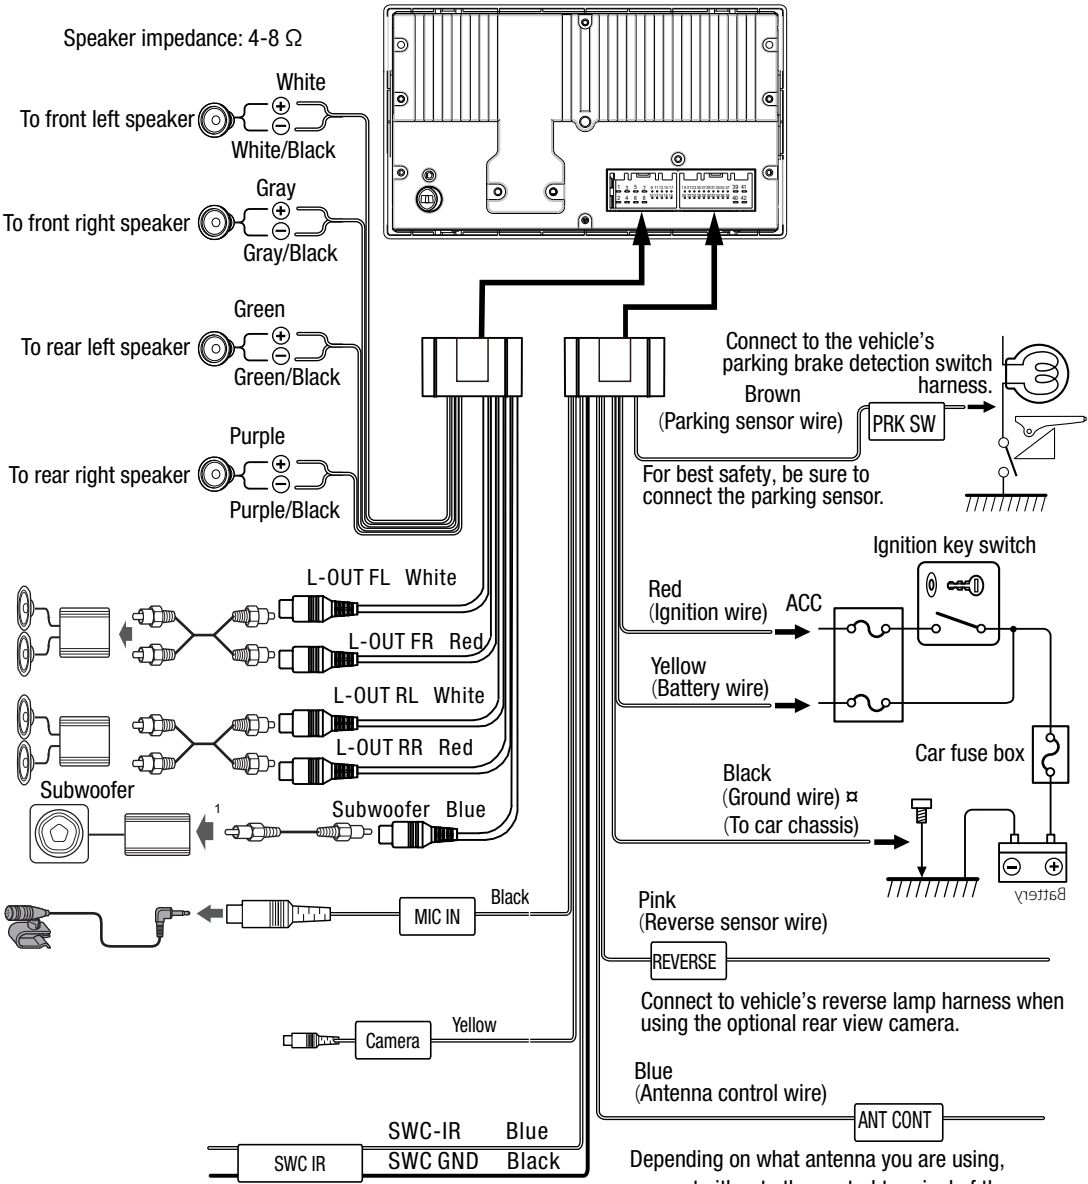 Speaker impedance: 4-8 Ω
White
To front left speaker
White/Black
Gray
To front right speaker
Gray/Black
Green
To rear left speaker
Green/Black
Purple
To rear right speaker
Purple/Black
Connect to the vehicle's
parking brake detection switch
harness.
Brown
(Parking sensor wire)
PRK SW
For best safety, be sure to
connect the parking sensor.
Ignition key switch
L-OUT FL White
L-OUT FR Red
L-OUT RL White
L-OUT RR Red
Subwoofer
1
Subwoofer Blue
Red
(Ignition wire)
ACC
Yellow
(Battery wire)
Car fuse box
Black
(Ground wire) ¤
(To car chassis)
Battery
MIC IN
Black
Pink
(Reverse sensor wire)
REVERSE
Connect to vehicle's reverse lamp harness when
using the optional rear view camera.
Camera
Yellow
Blue
(Antenna control wire)
ANT CONT
SWC-IR Blue
SWC IR
SWC GND Black
Depending on what antenna you are using,